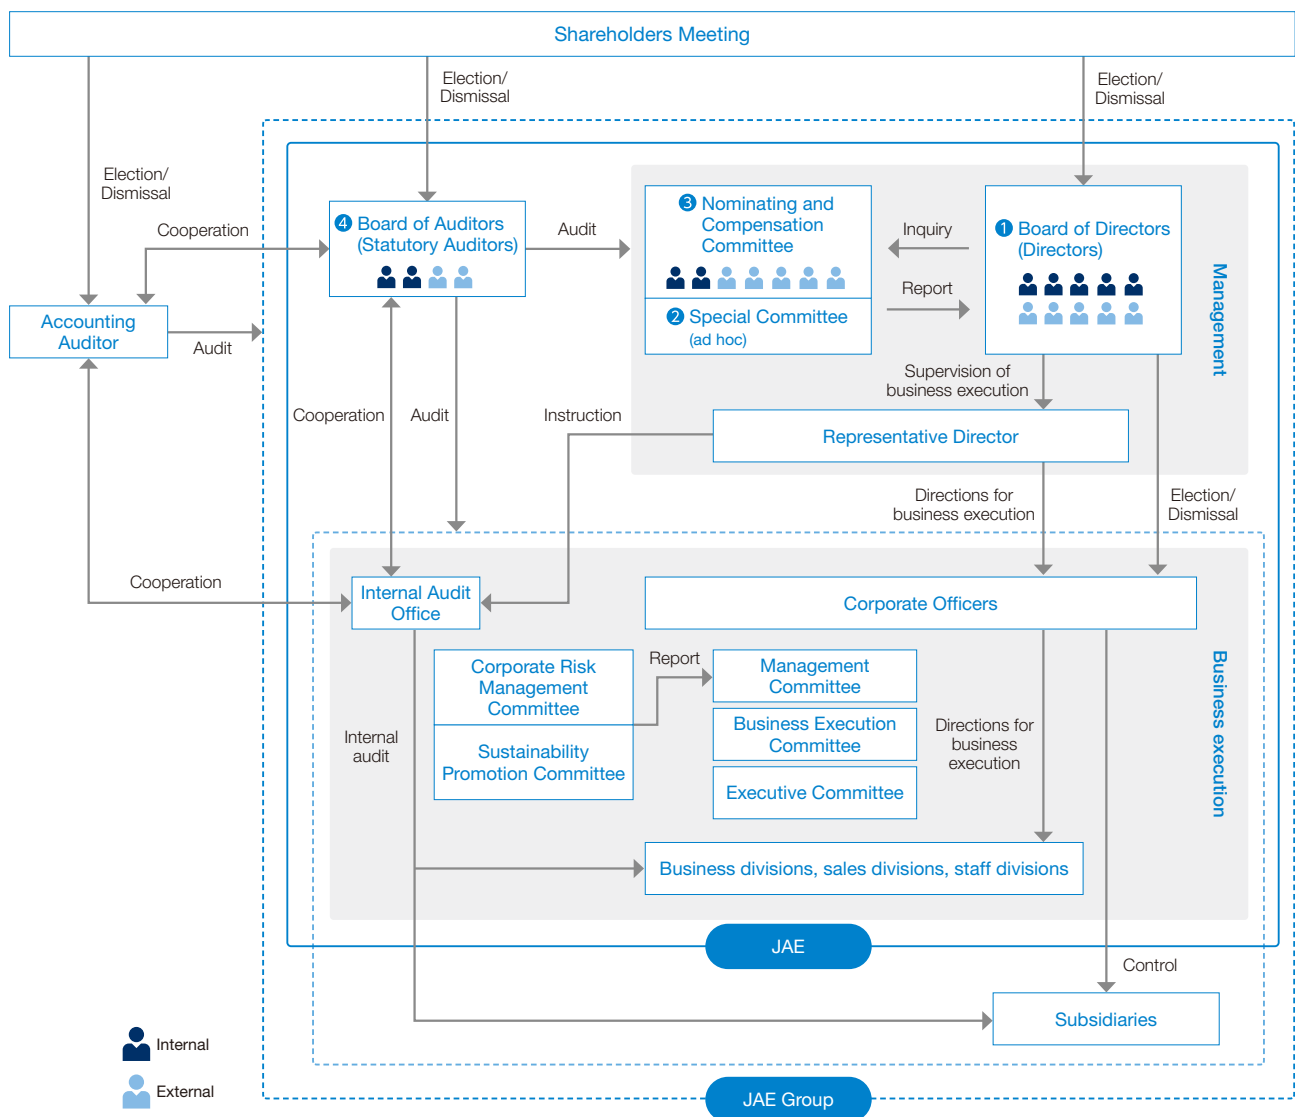 Shareholders Meeting
Election/
Dismissal
Election/
Dismissal
Election/
Dismissal
Cooperation
4 Board of Auditors
(Statutory Auditors)
Audit
3 Nominating and
Compensation
Committee
2 Special Committee
(ad hoc)
Inquiry
Report
1 Board of Directors
(Directors)
Management
Accounting
Auditor
Audit
Supervision of
business execution
Cooperation
Audit
Instruction
Representative Director
Directions for
business execution
Election/
Dismissal
Cooperation
Internal Audit
Office
Corporate Officers
Corporate Risk
Management
Committee
Sustainability
Promotion Committee
Report
Management
Committee
Business Execution
Committee
Executive Committee
Internal
audit
Directions for
business
execution
Business execution
Business divisions, sales divisions, staff divisions
JAE
Control
Subsidiaries
Internal
External
JAE Group